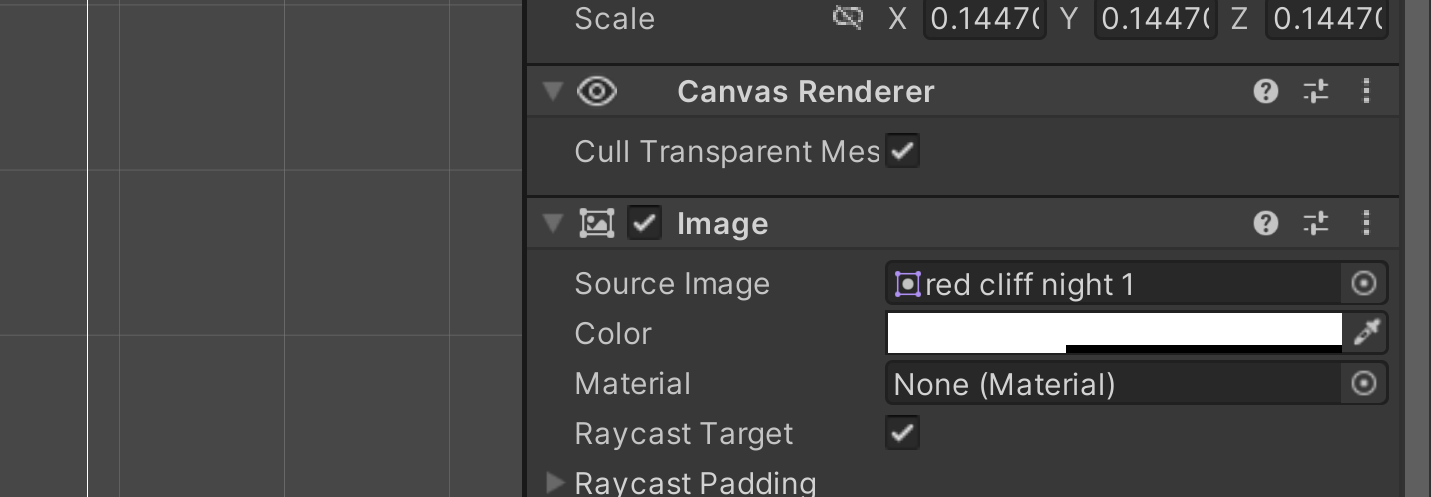 Scale X 0.1447( Y 0.1447( Z 0.1447(
Canvas Renderer
Cull Transparent Mes
Image
Source Image red cliff night 1
Color
Material None (Material)
Raycast Target
Raycast Padding